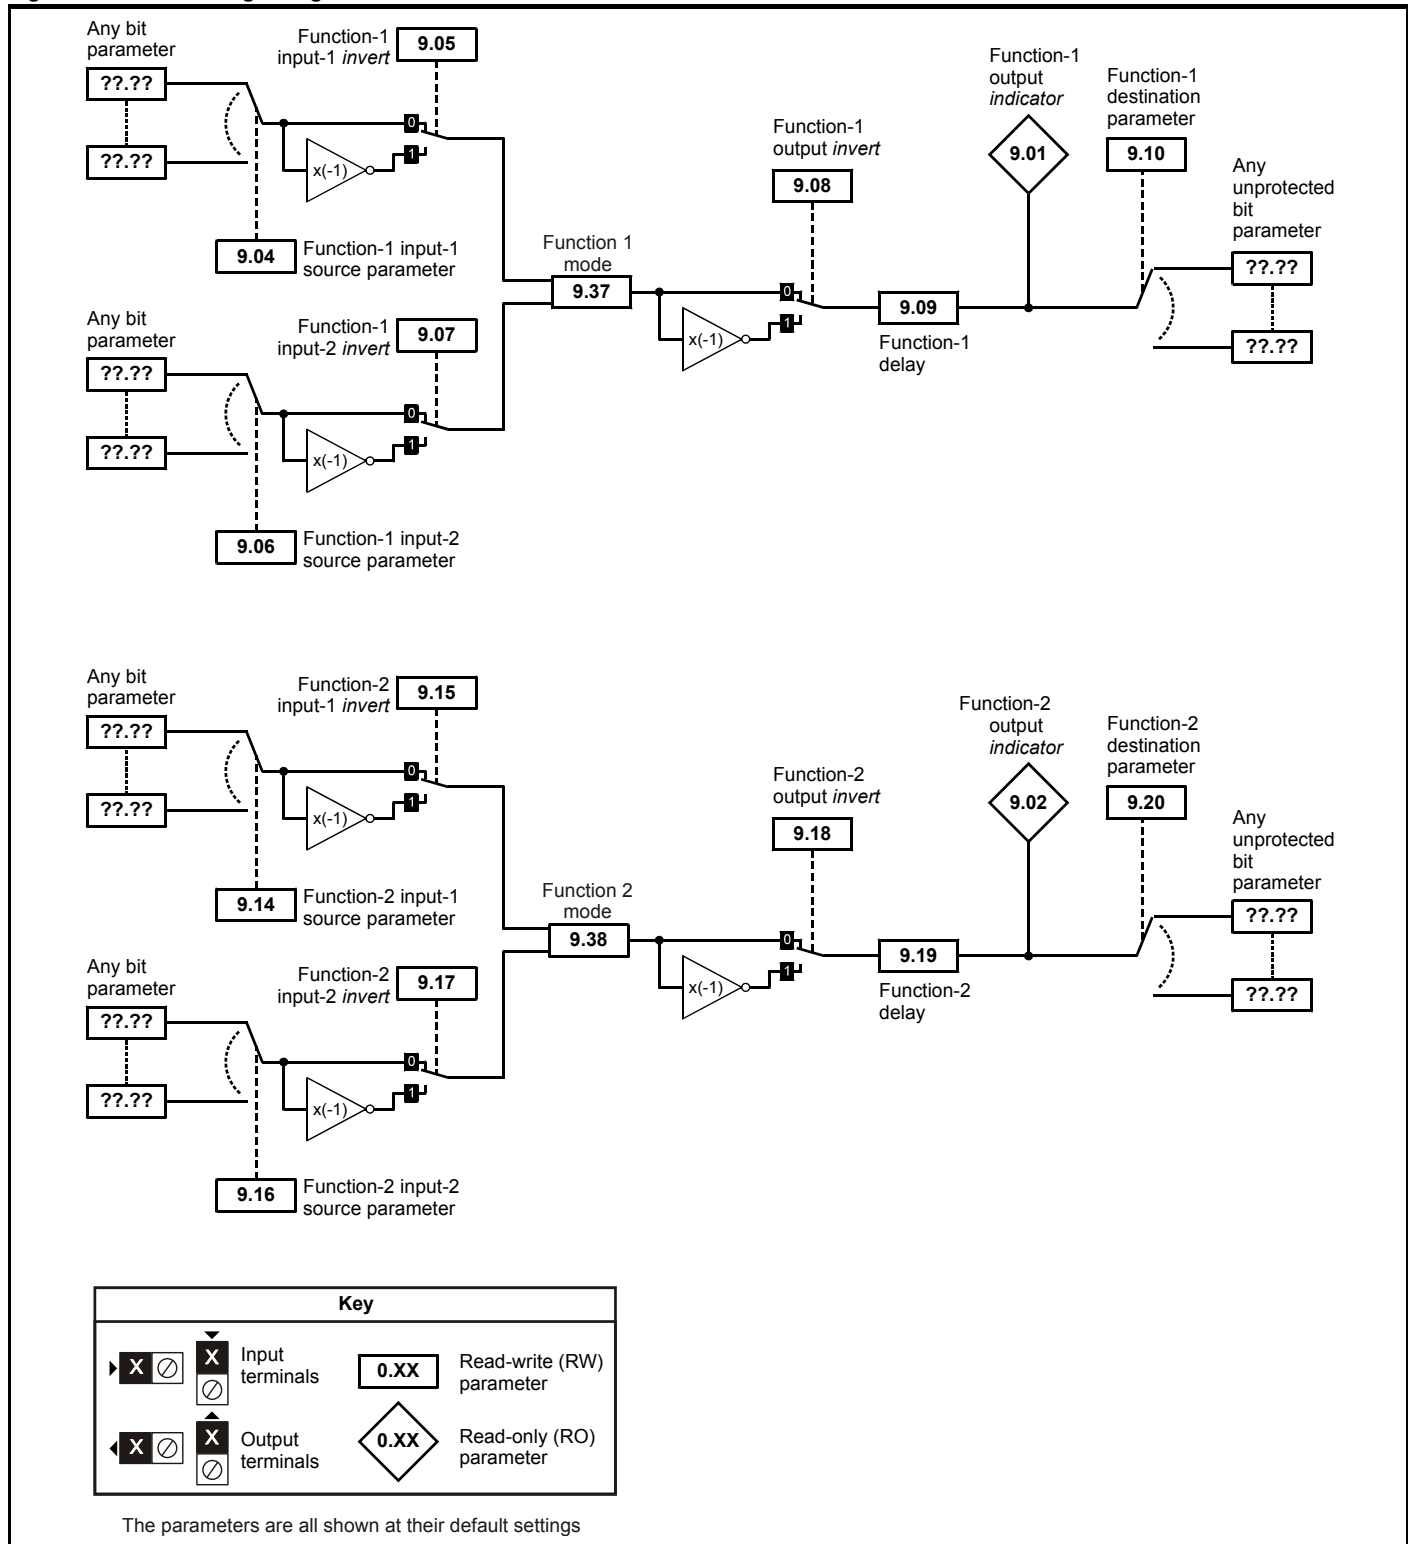 Any bit
parameter
??.??
??.??
Function-1
input-1 invert
9.05
0
1
x(-1)
9.04
Function-1 input-1
source parameter
Any bit
parameter
??.??
??.??
Function-1
input-2 invert
9.07
0
1
x(-1)
9.06
Function-1 input-2
source parameter
Function 1
mode
9.37
x(-1)
Function-1
output invert
9.08
0
1
9.09
Function-1
delay
Function-1
output
indicator
9.01
Function-1
destination
parameter
9.10
Any
unprotected
bit
parameter
??.??
??.??
Any bit
parameter
??.??
??.??
Function-2
input-1 invert
9.15
0
1
x(-1)
9.14
Function-2 input-1
source parameter
Any bit
parameter
??.??
??.??
Function-2
input-2 invert
9.17
0
1
x(-1)
9.16
Function-2 input-2
source parameter
Function 2
mode
9.38
x(-1)
Function-2
output invert
9.18
0
1
9.19
Function-2
delay
Function-2
output
indicator
9.02
Function-2
destination
parameter
9.20
Any
unprotected
bit
parameter
??.??
??.??
Key
X
X
Input
terminals
0.XX
Read-write (RW)
parameter
X
X
Output
terminals
0.XX
Read-only (RO)
parameter
The parameters are all shown at their default settings